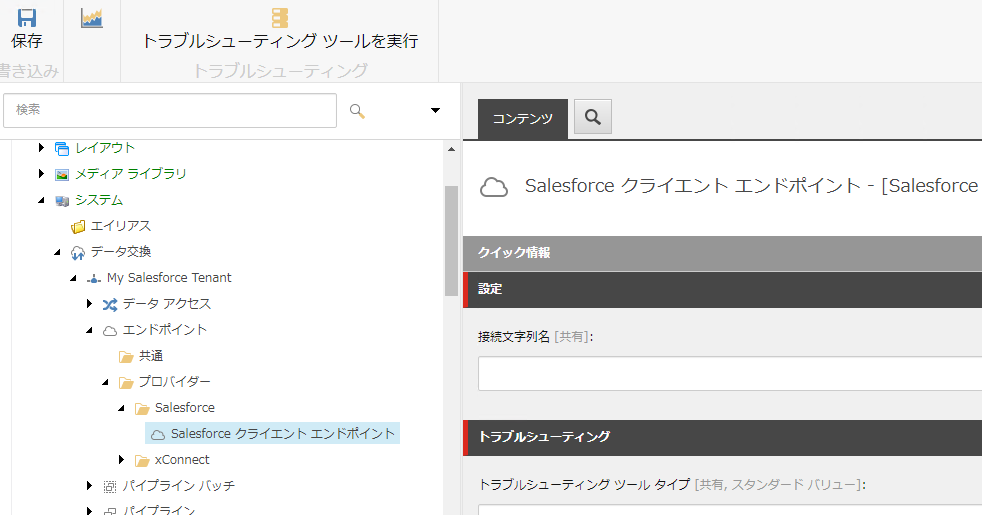 保存
書き込み
トラブルシューティング ツールを実行
トラブルシューティング
検索
レイアウト
メディア ライブラリ
システム
エイリアス
データ交換
My Salesforce Tenant
データ アクセス
エンドポイント
共通
プロバイダー
Salesforce
Salesforce クライエント エンドポイント
xConnect
パイプライン バッチ
パイプライン
コンテンツ
Salesforce クライエント エンドポイント - [Salesforce
クイック情報
設定
接続文字列名 [共有]:
トラブルシューティング
トラブルシューティング ツール タイプ [共有, スタンダード バリュー]: